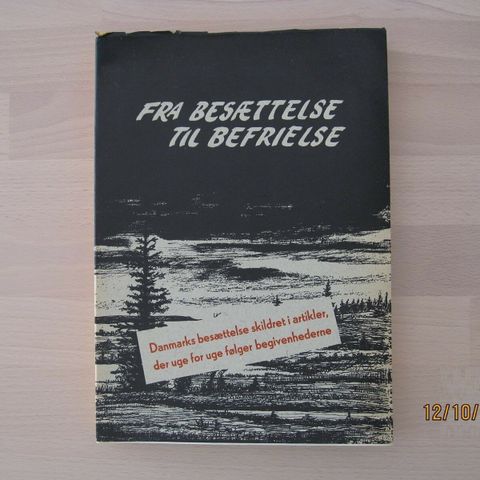 FRA BESÆTTELSE
TIL BEFRIELSE
Danmarks besættelse skildret i artikler,
der uge for uge følger begivenhederne
12/10/